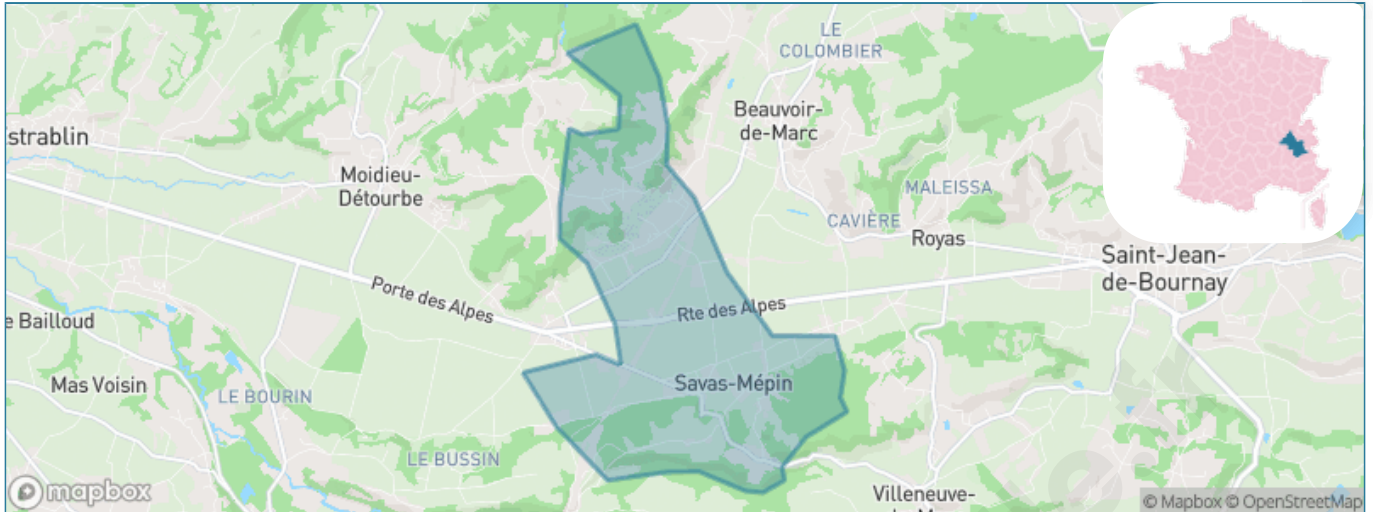 LE
COLOMBIER
Beauvoir-
de-Marc
strablin
Moidieu-
Détourbe
MALEISSA
CAVIÈRE
Royas
Saint-Jean-
de-Bournay
Porte des Alpes
Rte des Alpes
e Bailloud
Mas Voisin
LE BOURIN
Savas-Mépin
LE BUSSIN
Villeneuve-
mapbox
© Mapbox © OpenStreetMap